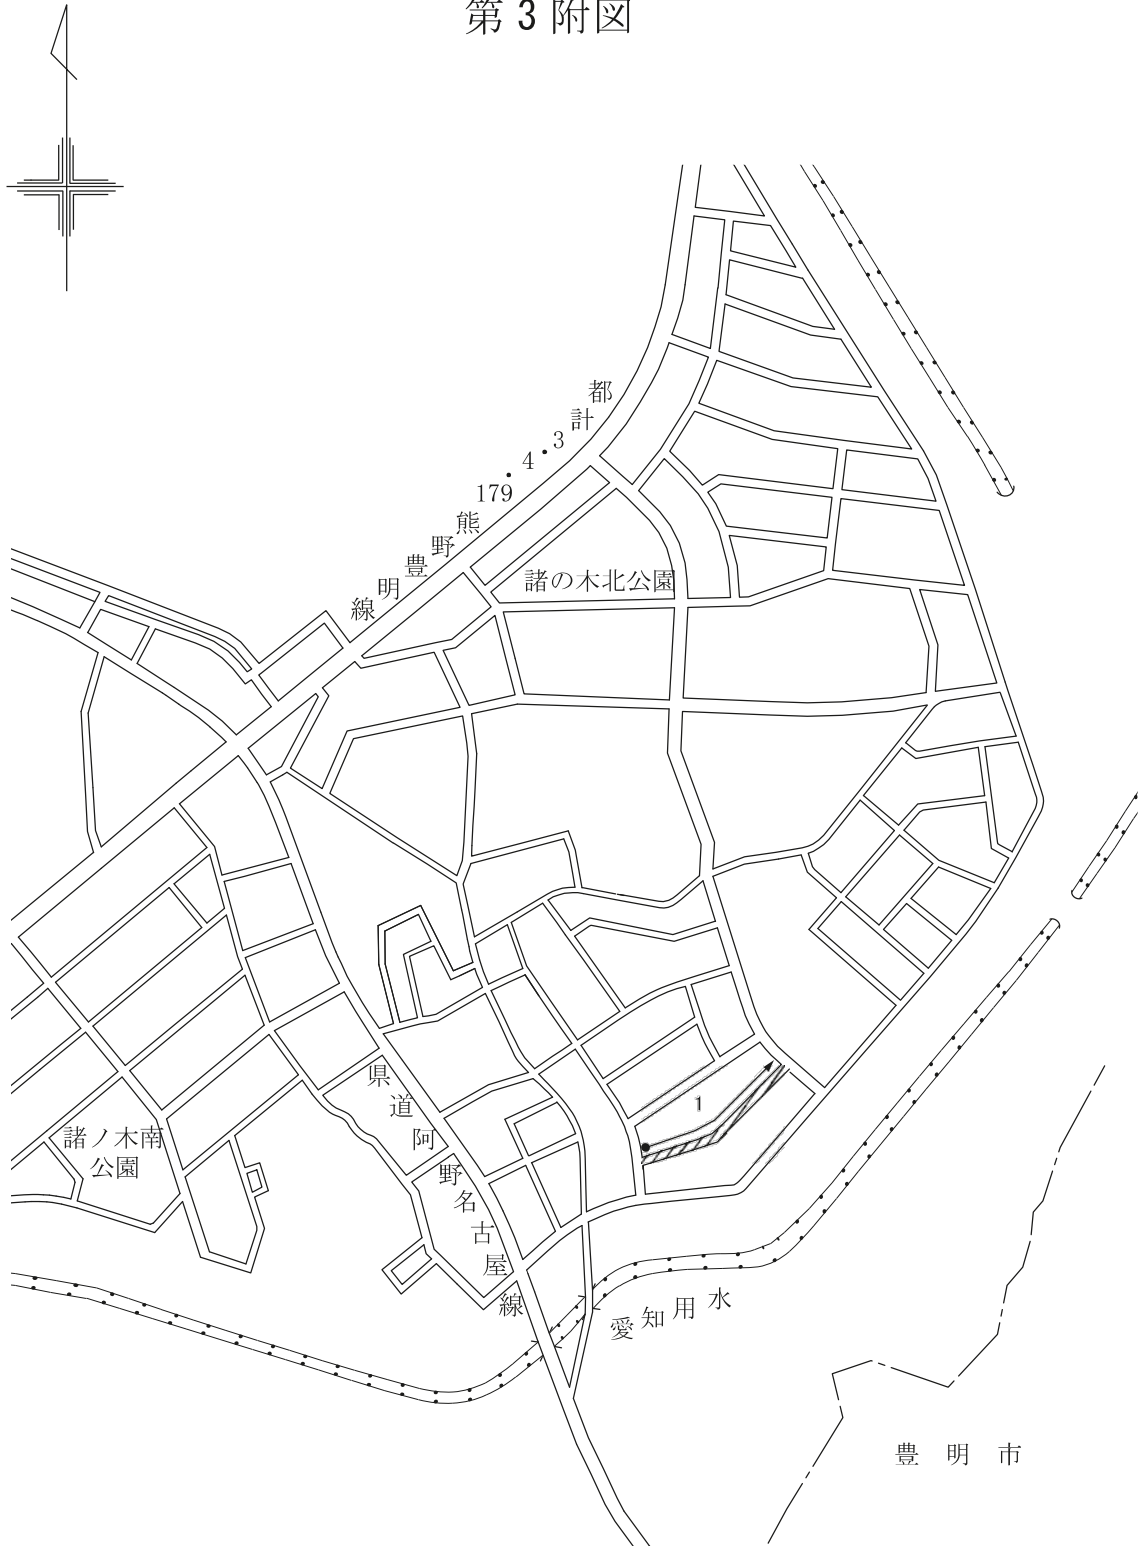 第3附図
都計
3・4・179
熊野豊明線
諸の木北公園
1
県道阿野名古屋線
諸ノ木南
公園
愛知用水
豊明市